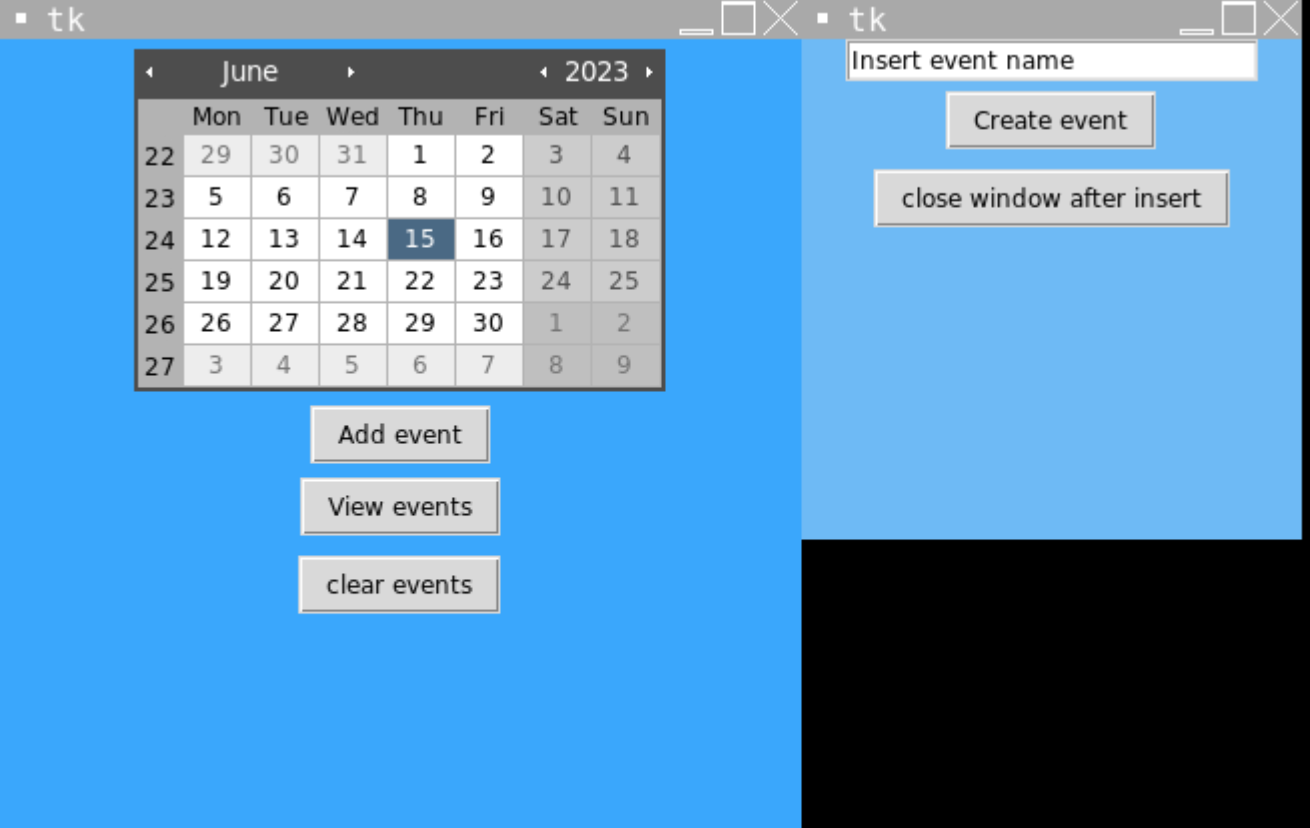 tk
June 2023
Mon Tue Wed Thu Fri Sat Sun
22 29 30 31 1 2 3 4
23 5 6 7 8 9 10 11
24 12 13 14 15 16 17 18
25 19 20 21 22 23 24 25
26 26 27 28 29 30 1 2
27 3 4 5 6 7 8 9
Add event
View events
clear events
tk
Insert event name
Create event
close window after insert